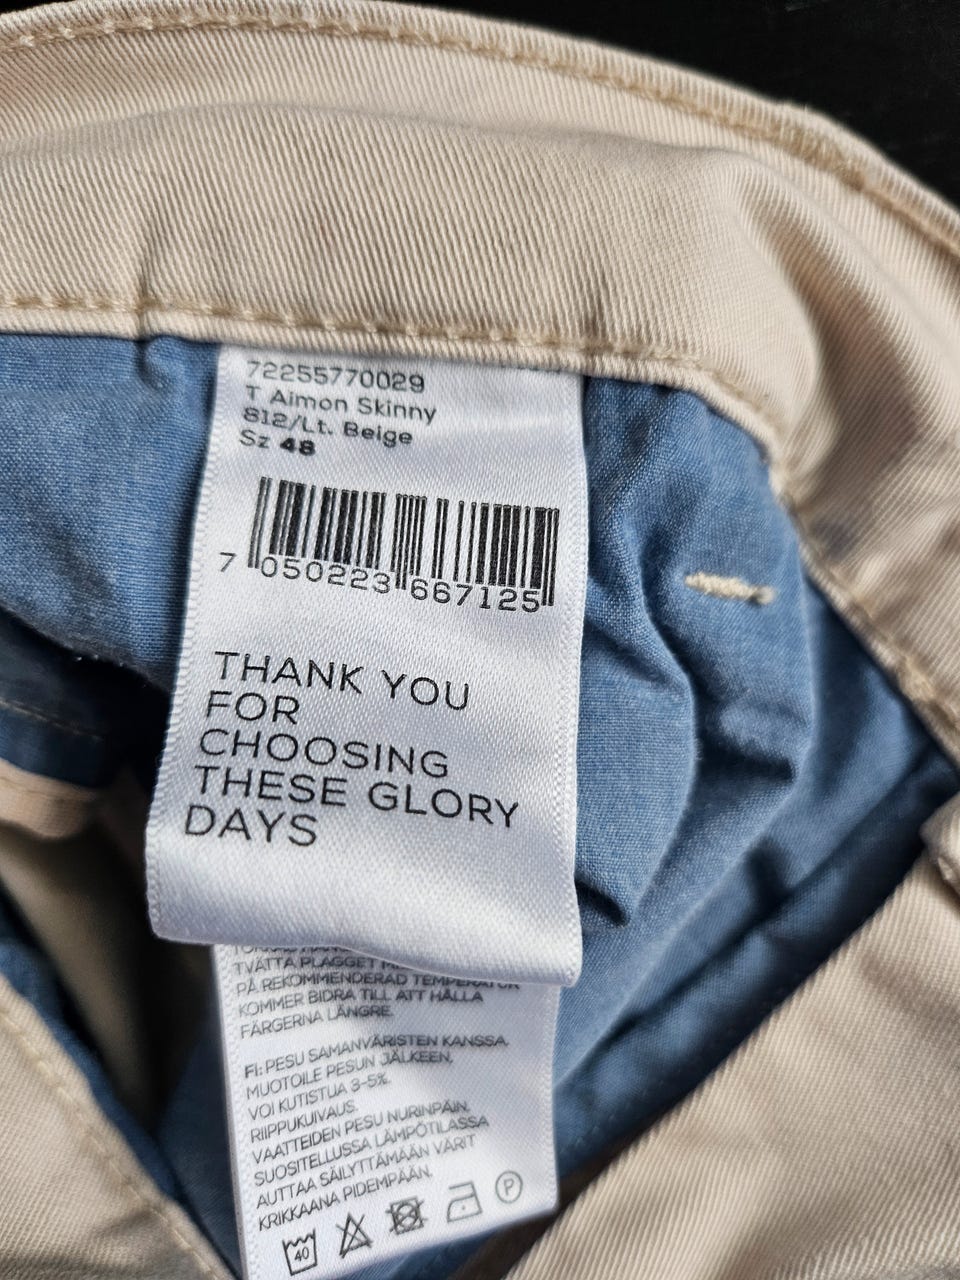 72255770029
T Aimon Skinny
812/Lt. Beige
Sz 48
7 050223 667125
THANK YOU
FOR
CHOOSING
THESE GLORY
DAYS
TVÄTTA PLAGGET
PÅ REKOMMENDERAD TEMPERATUR
KOMMER BIDRA TILL ATT HÅLLA
FÄRGERNA LÄNGRE.
FI: PESU SAMANVÄRISTEN KANSSA.
MUOTOILE PESUN JÄLKEEN,
VOI KUTISTUA 3-5%.
RIIPPUKUIVAUS.
VAATTEIDEN PESU NURINPÄIN,
SUOSITELLUSSA LÄMPÖTILASSA
AUTTAA SÄILYTTÄMÄÄN VÄRIT
KRIKKAANA PIDEMPÄÄN.
40 P